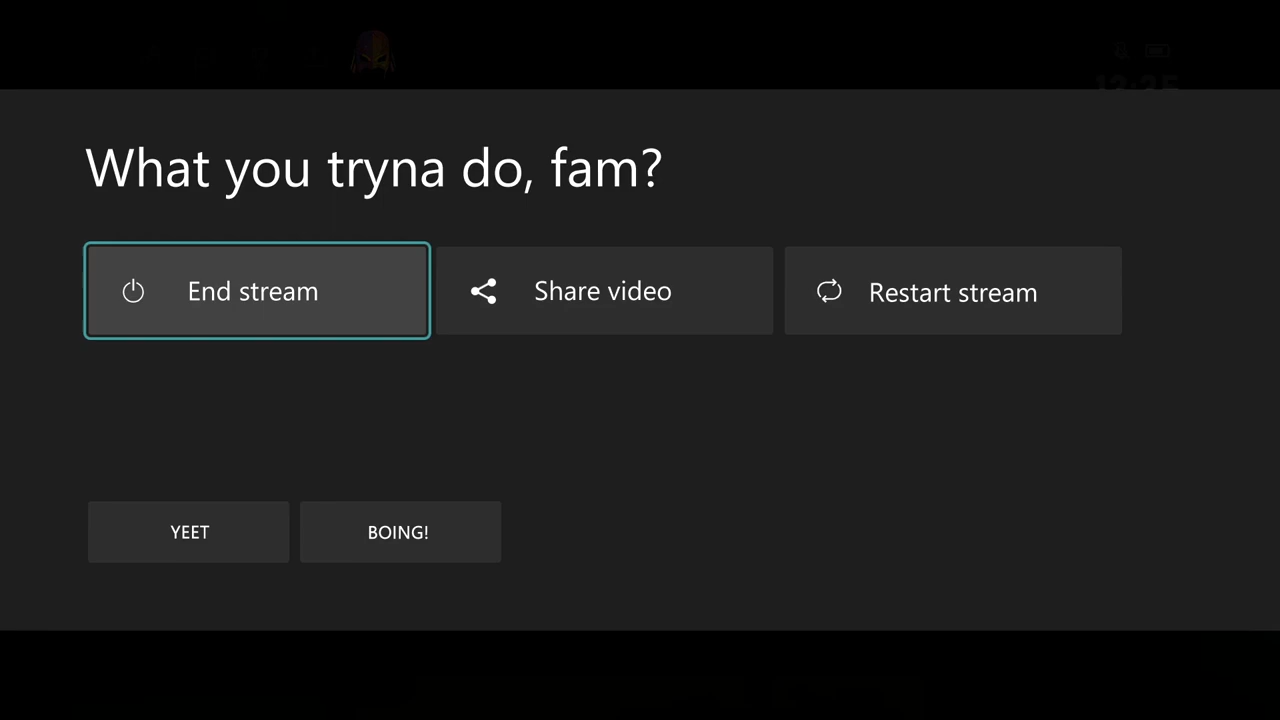 What you tryna do, fam?
End stream
Share video
Restart stream
YEET
BOING!